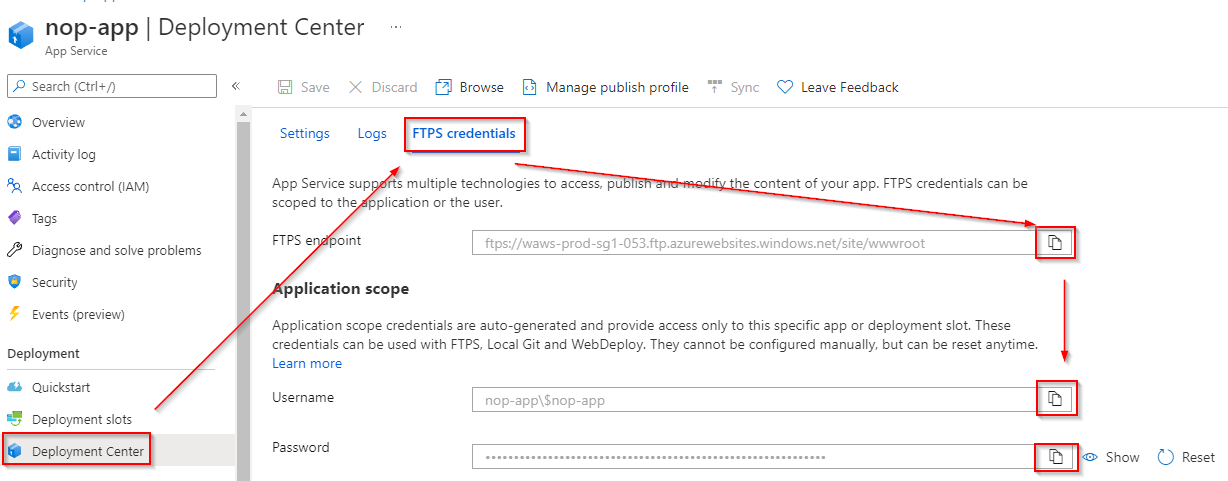 nop-app | Deployment Center ...
App Service
Search (Ctrl+/)
«
Save
Discard
Browse
Manage publish profile
Sync
Leave Feedback
Overview
Activity log
Access control (IAM)
Tags
Diagnose and solve problems
Security
Events (preview)
Deployment
Quickstart
Deployment slots
Deployment Center
Settings
Logs
FTPS credentials
App Service supports multiple technologies to access, publish and modify the content of your app. FTPS credentials can be
scoped to the application or the user.
FTPS endpoint
ftps://waws-prod-sg1-053.ftp.azurewebsites.windows.net/site/wwwroot
Application scope
Application scope credentials are auto-generated and provide access only to this specific app or deployment slot. These
credentials can be used with FTPS, Local Git and WebDeploy. They cannot be configured manually, but can be reset anytime.
Learn more
Username
nop-app\$nop-app
Password
Show
Reset